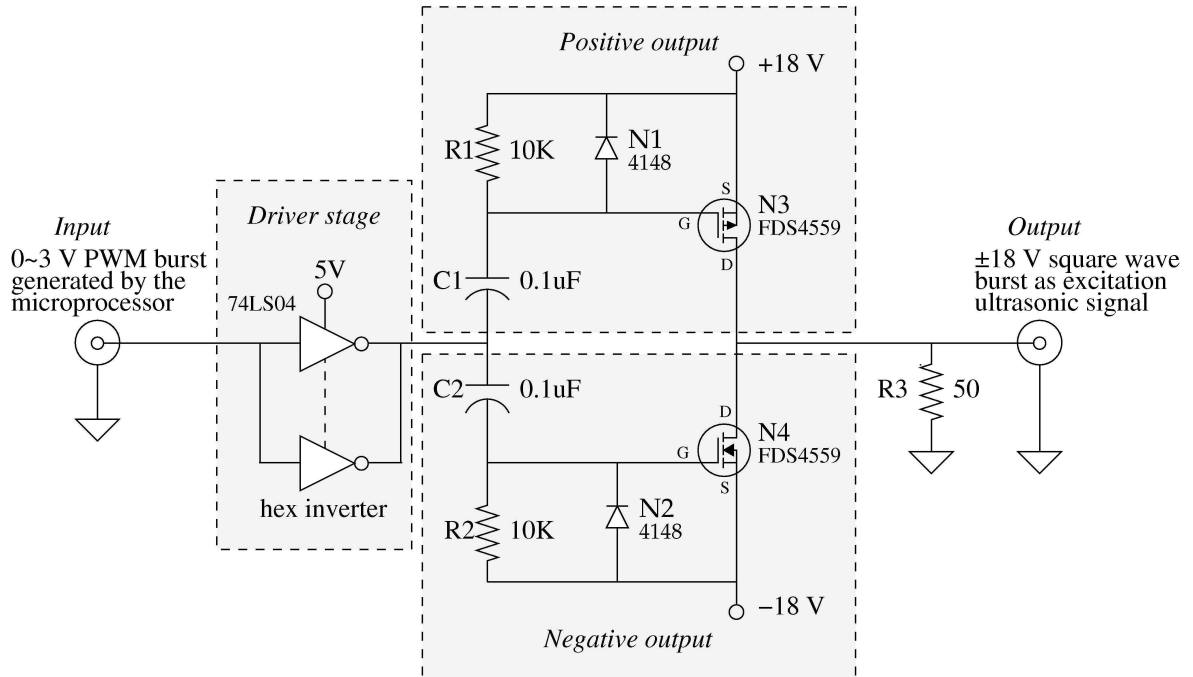 Positive output
+18 V
R1
10K
N1
4148
S
G
N3
FDS4559
D
C1
0.1uF
Input
0~3 V PWM burst
generated by the
microprocessor
Driver stage
5V
74LS04
hex inverter
Output
±18 V square wave
burst as excitation
ultrasonic signal
R3
50
C2
0.1uF
D
G
N4
FDS4559
S
R2
10K
N2
4148
−18 V
Negative output